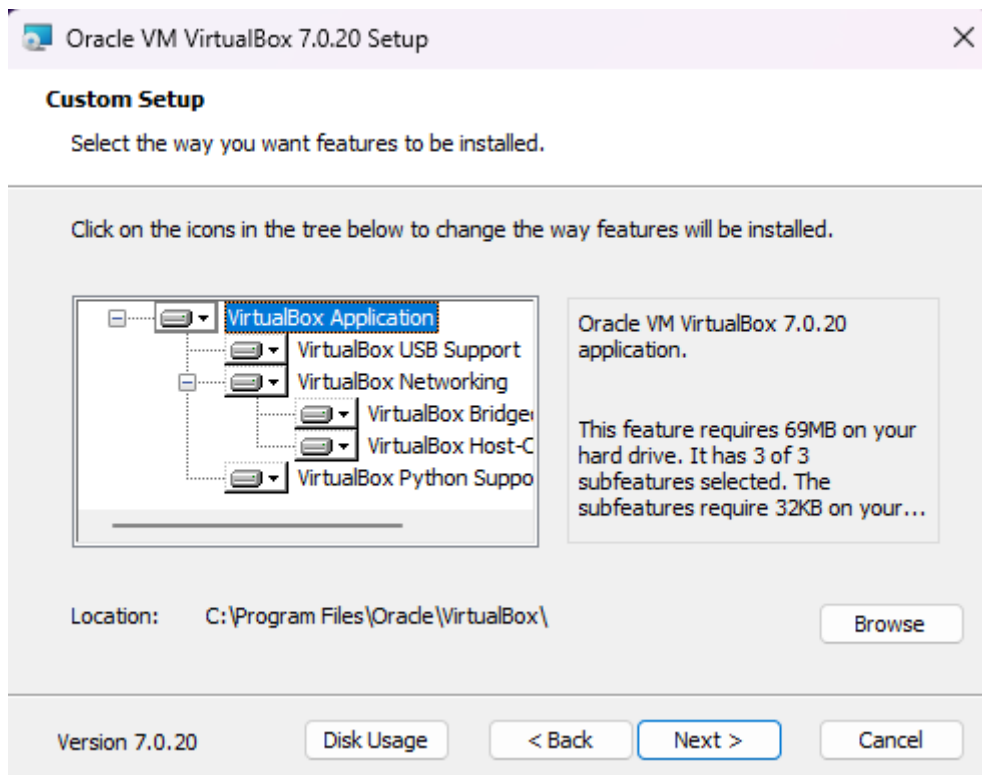 Oracle VM VirtualBox 7.0.20 Setup
Custom Setup
Select the way you want features to be installed.
Click on the icons in the tree below to change the way features will be installed.
VirtualBox Application
VirtualBox USB Support
VirtualBox Networking
VirtualBox Bridge
VirtualBox Host-C
VirtualBox Python Suppo
Oracle VM VirtualBox 7.0.20
application.
This feature requires 69MB on your
hard drive. It has 3 of 3
subfeatures selected. The
subfeatures require 32KB on your...
Location: C:\Program Files\Oracle\VirtualBox\
Browse
Version 7.0.20 Disk Usage < Back Next > Cancel